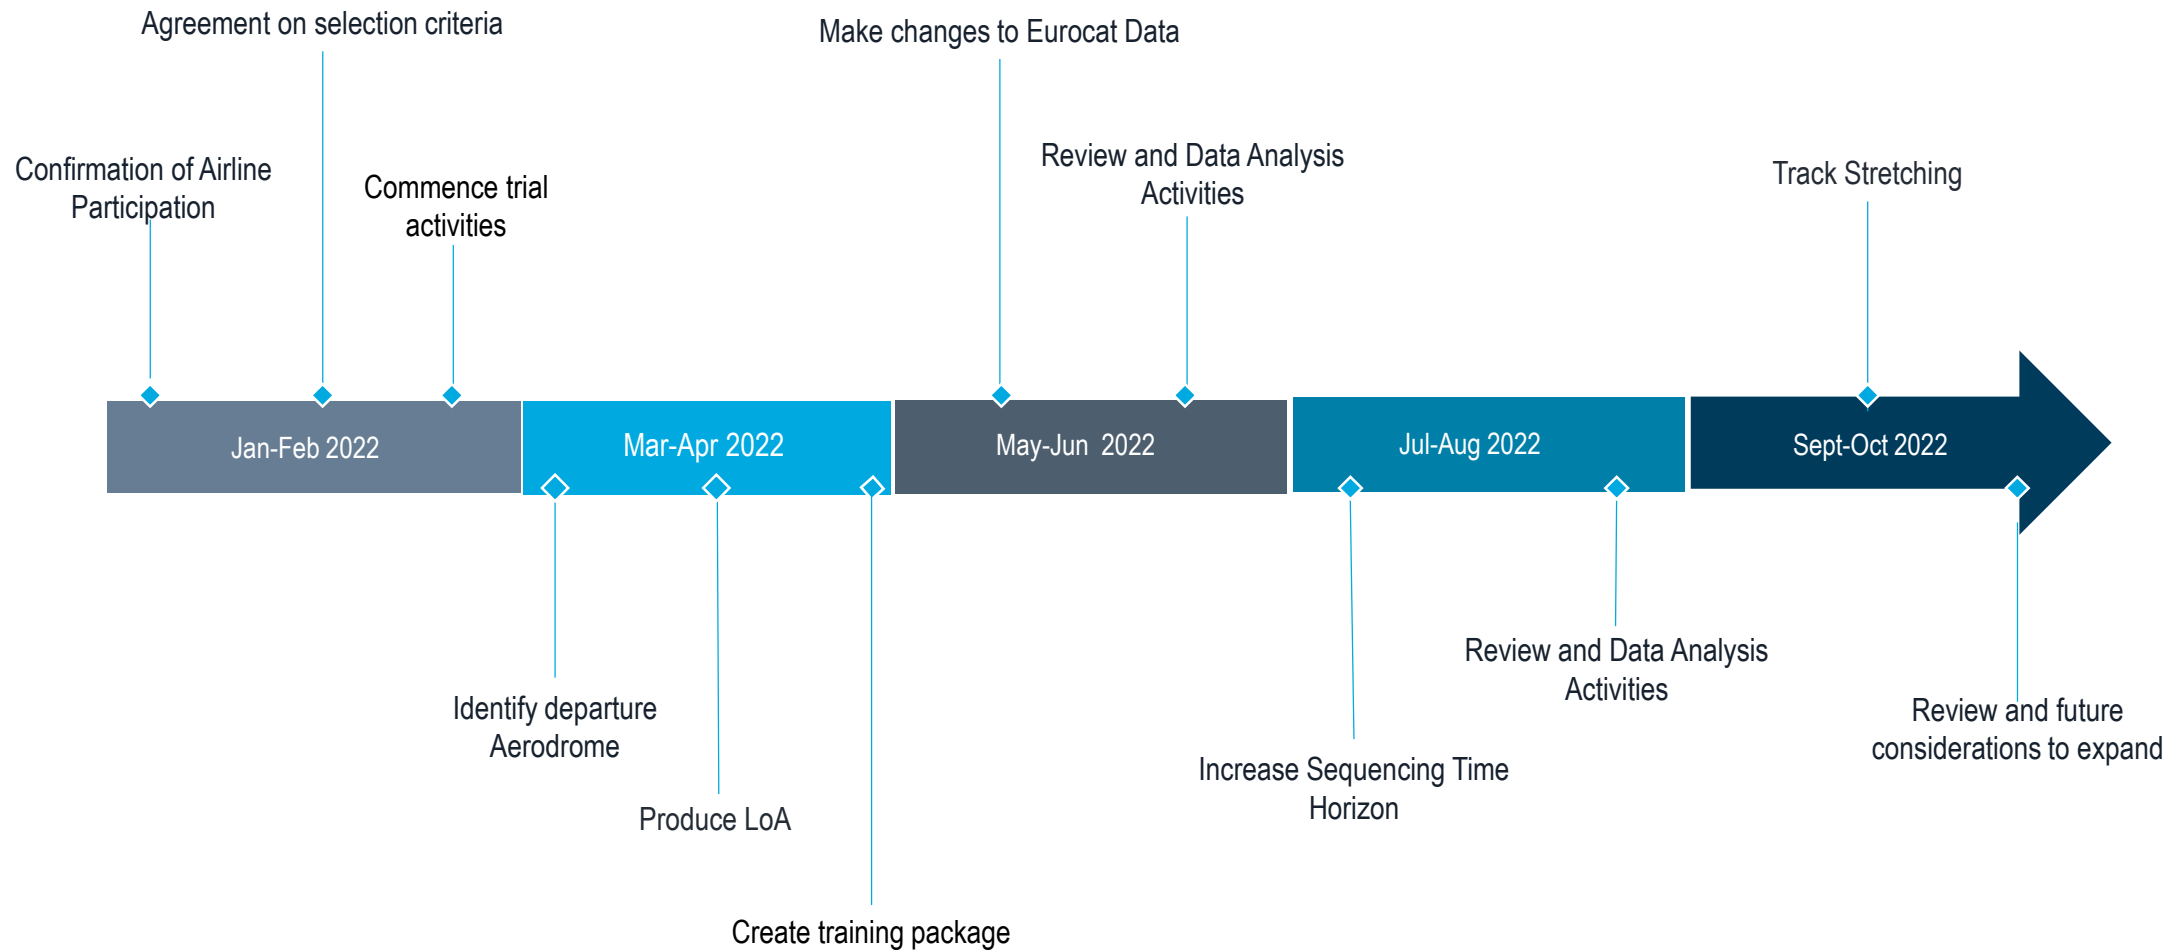 Agreement on selection criteria
Make changes to Eurocat Data
Confirmation of Airline
Participation
Commence trial
activities
Review and Data Analysis
Activities
Track Stretching
Jan-Feb 2022
Mar-Apr 2022
May-Jun 2022
Jul-Aug 2022
Sept-Oct 2022
Identify departure
Aerodrome
Produce LoA
Create training package
Increase Sequencing Time
Horizon
Review and Data Analysis
Activities
Review and future
considerations to expand